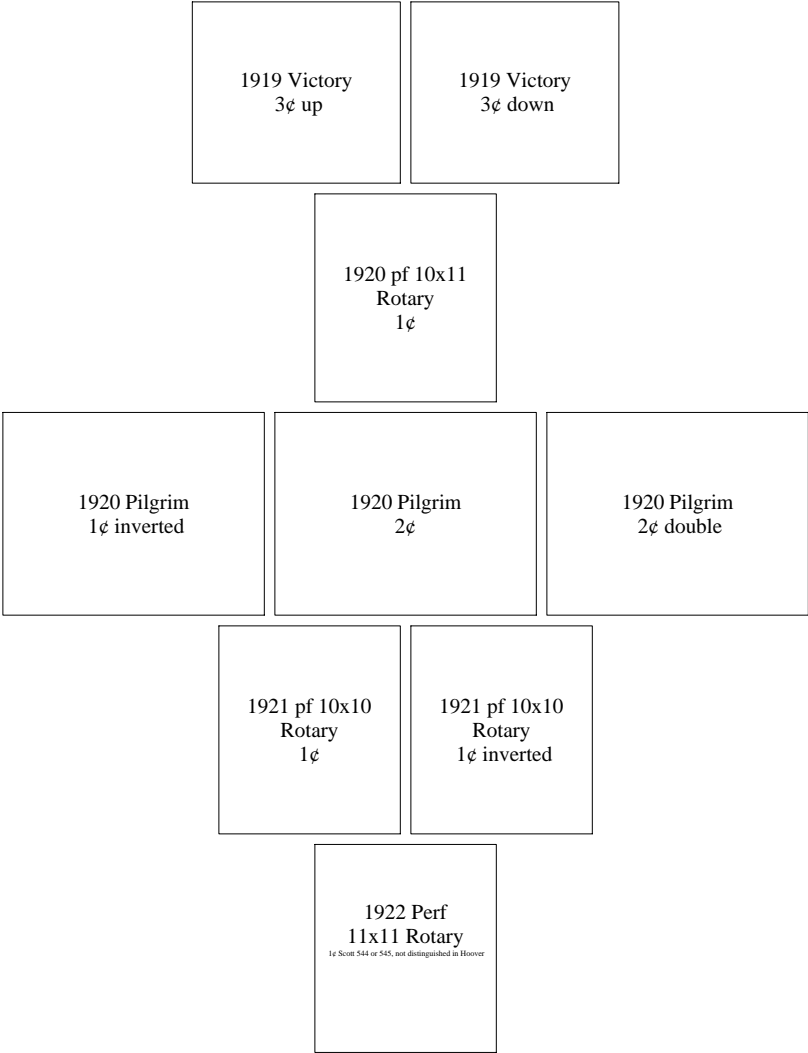 1919 Victory
3¢ up
1919 Victory
3¢ down
1920 pf 10x11
Rotary
1¢
1920 Pilgrim
1¢ inverted
1920 Pilgrim
2¢
1920 Pilgrim
2¢ double
1921 pf 10x10
Rotary
1¢
1921 pf 10x10
Rotary
1¢ inverted
1922 Perf
11x11 Rotary
1¢ Scott 544 or 545, not distinguished in Hoover